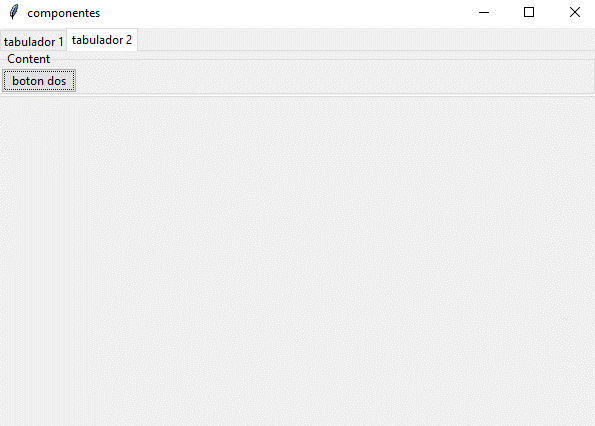 componentes
tabulador 1 tabulador 2
Content
boton dos